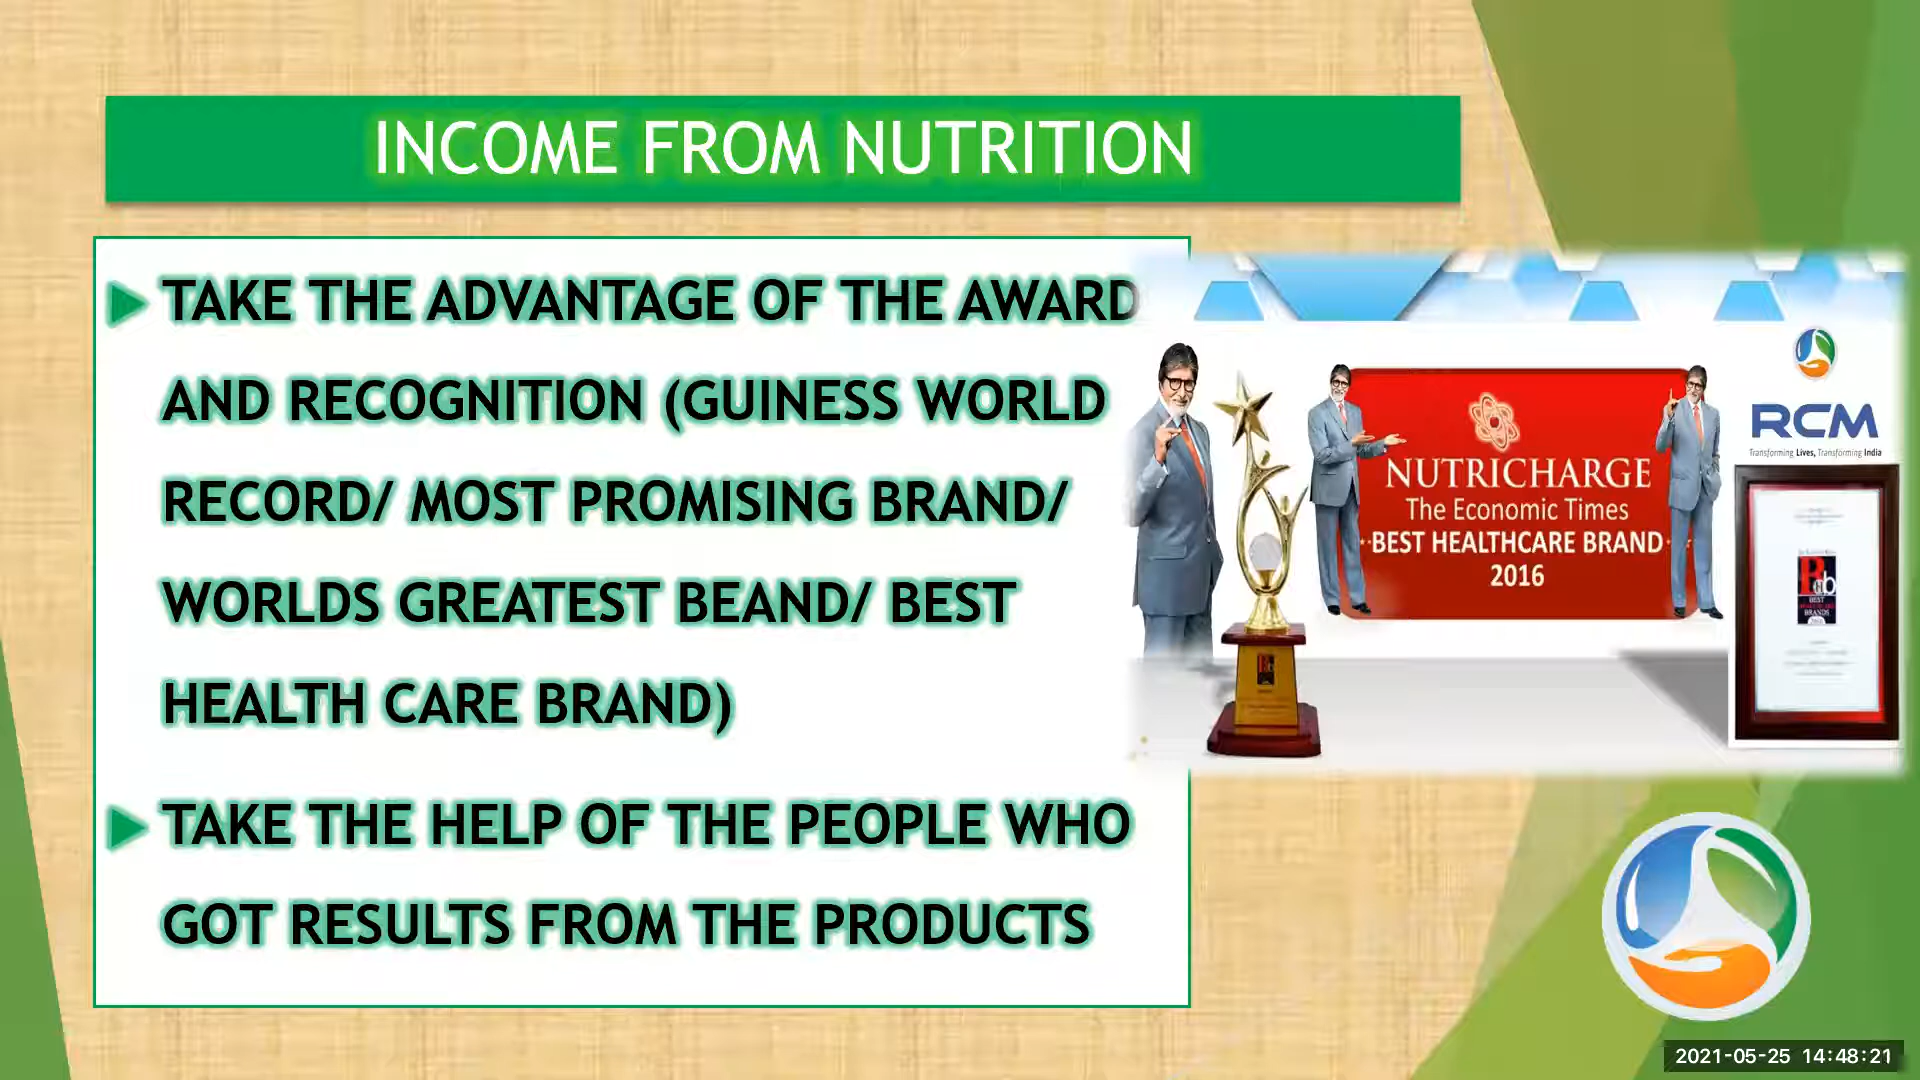 INCOME FROM NUTRITION
TAKE THE ADVANTAGE OF THE AWARD
AND RECOGNITION (GUINESS WORLD
RECORD/ MOST PROMISING BRAND/
WORLDS GREATEST BEAND/ BEST
HEALTH CARE BRAND)
TAKE THE HELP OF THE PEOPLE WHO
GOT RESULTS FROM THE PRODUCTS
NUTRICHARGE
The Economic Times
BEST HEALTHCARE BRAND
2016
RCM
Transforming Lives, Transforming India
BEST
BRANDS
2021-05-25 14:48:21